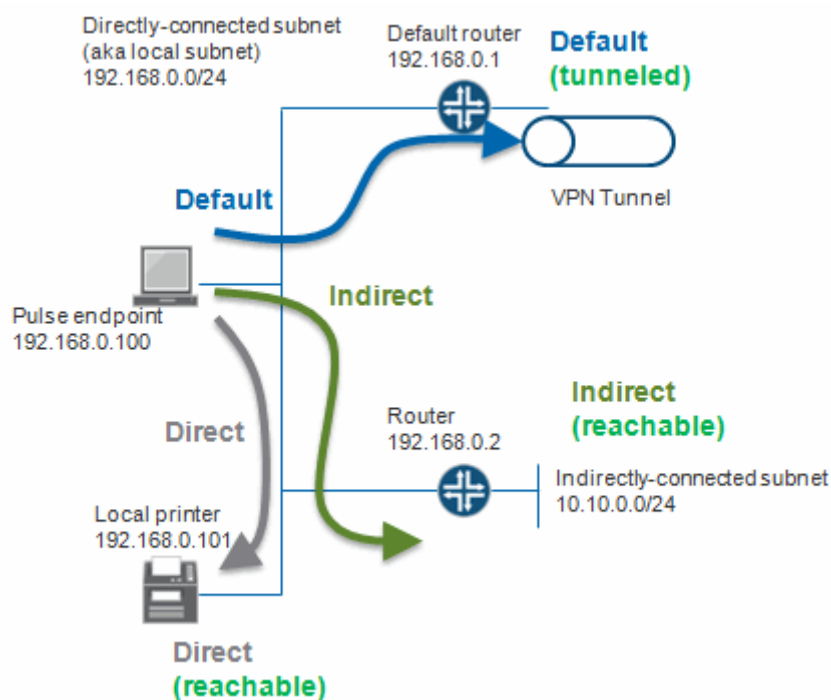 Directly-connected subnet
(aka local subnet)
192.168.0.0/24
Default router
192.168.0.1
Default
(tunneled)
VPN Tunnel
Default
Indirect
Pulse endpoint
192.168.0.100
Direct
Router
192.168.0.2
Indirect
(reachable)
Indirectly-connected subnet
10.10.0.0/24
Local printer
192.168.0.101
Direct
(reachable)